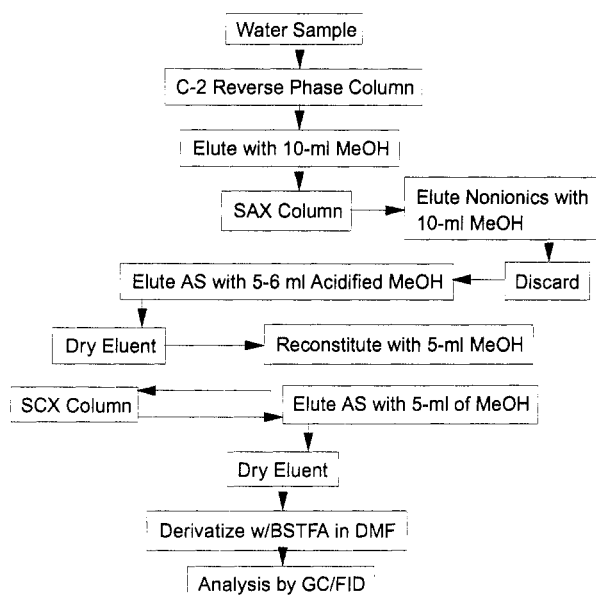 Water Sample
C-2 Reverse Phase Column
Elute with 10-ml MeOH
SAX Column
Elute Nonionics with
10-ml MeOH
Discard
Elute AS with 5-6 ml Acidified MeOH
Dry Eluent
Reconstitute with 5-ml MeOH
SCX Column
Elute AS with 5-ml of MeOH
Dry Eluent
Derivatize w/BSTFA in DMF
Analysis by GC/FID